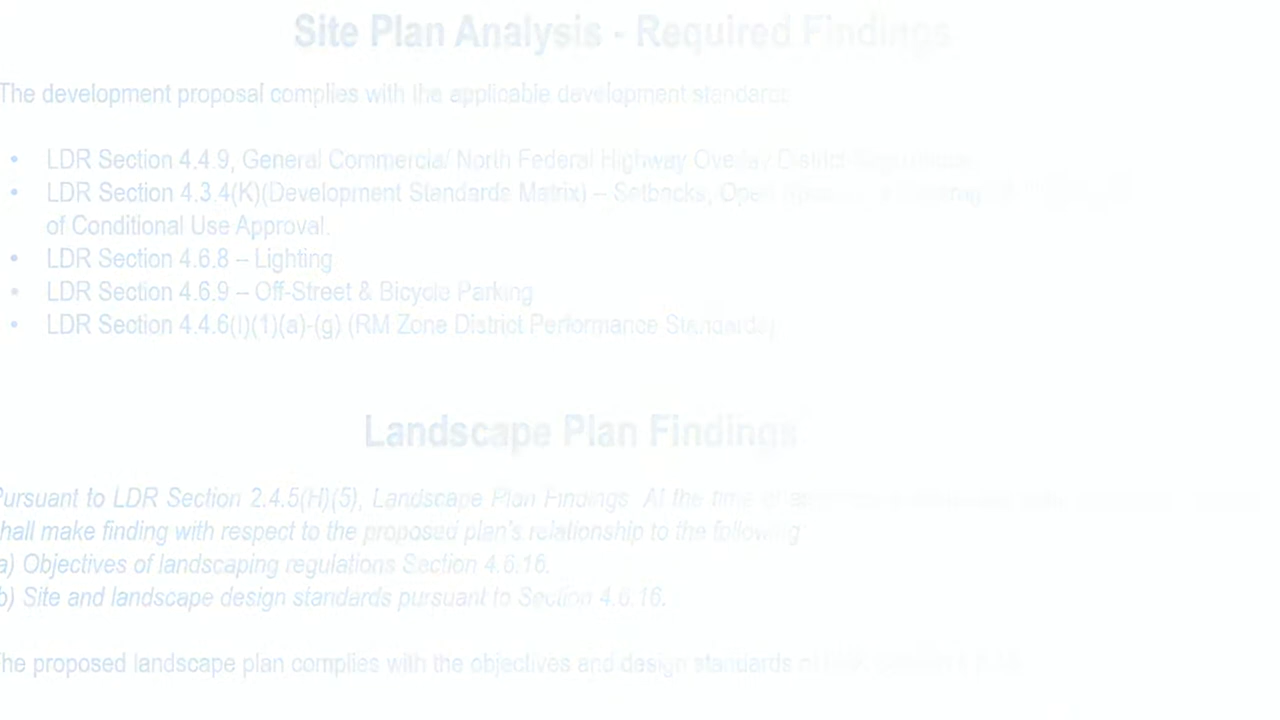 Site Plan Analysis - Required Findings
The development proposal complies with the applicable development standards
• LDR Section 4.4.9, General Commercial North Federal Highway Overlay District
• LDR Section 4.3.4(K)(Development Standards Matrix) – Setbacks, Open
of Conditional Use Approval.
• LDR Section 4.6.8 – Lighting
• LDR Section 4.6.9 – Off-Street & Bicycle Parking
• LDR Section 4.4.6(I)(1)(a)-(g) (RM Zone District Performance Standards)
Landscape Plan Findings
Pursuant to LDR Section 2.4.5(H)(5), Landscape Plan Findings At the time of
hall make finding with respect to the proposed plan's relationship to the following
a) Objectives of landscaping regulations Section 4.6.16.
b) Site and landscape design standards pursuant to Section 4.6.16.
he proposed landscape plan complies with the objectives and design standards